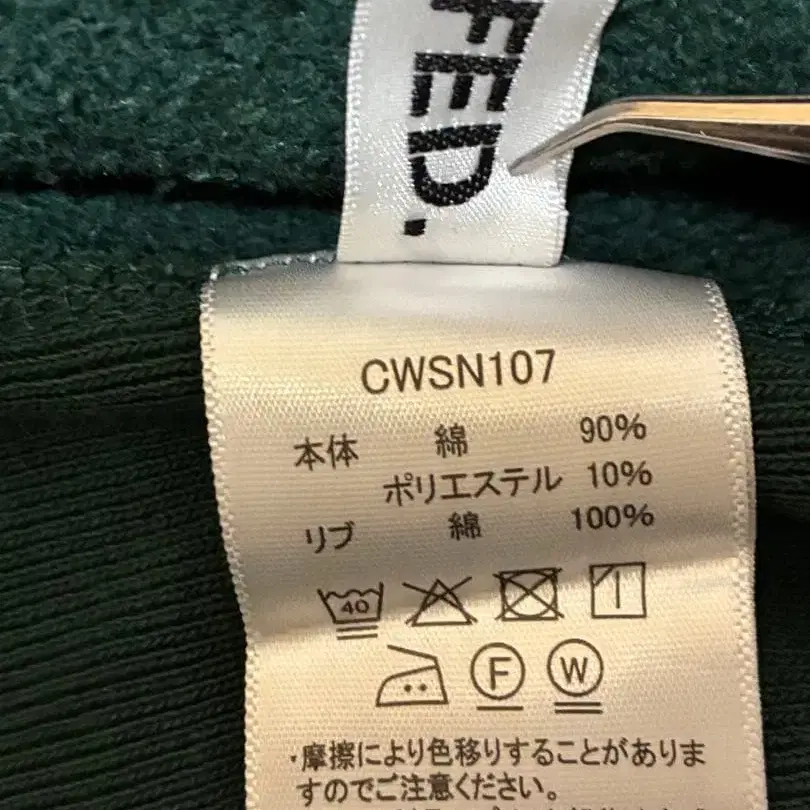 FED.
CWSN107
本体 綿 90%
ポリエステル 10%
リブ 綿 100%
40
F W
・摩擦により色移りすることがありま
すのでご注意ください。